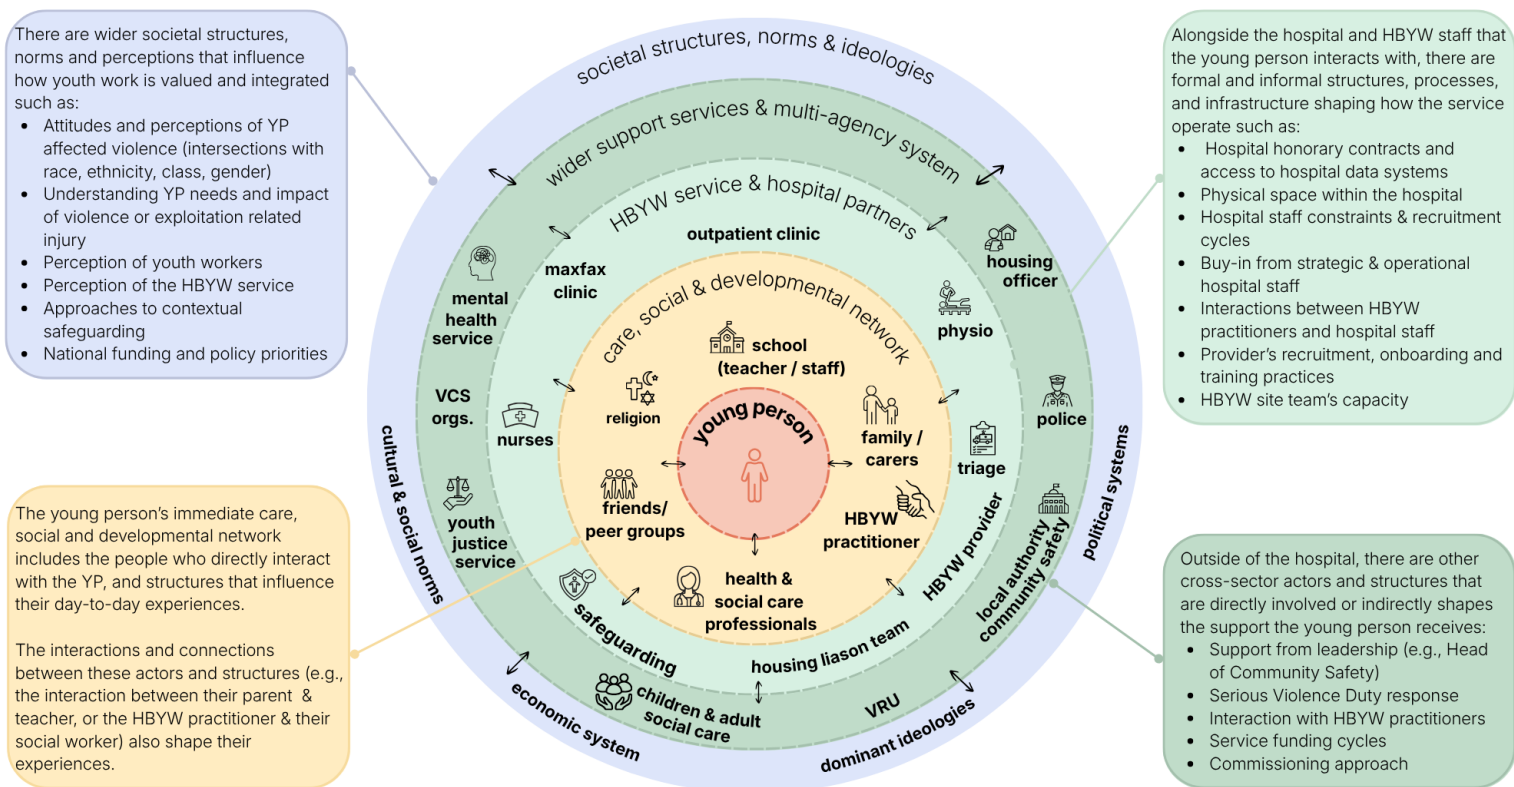 There are wider societal structures,
norms and perceptions that influence
how youth work is valued and integrated
such as:
• Attitudes and perceptions of YP
affected violence (intersections with
race, ethnicity, class, gender)
• Understanding YP needs and impact
of violence or exploitation related
injury
• Perception of youth workers
• Perception of the HBYW service
• Approaches to contextual
safeguarding
• National funding and policy priorities
The young person's immediate care,
social and developmental network
includes the people who directly interact
with the YP, and structures that influence
their day-to-day experiences.
The interactions and connections
between these actors and structures (e.g.,
the interaction between their parent &
teacher, or the HBYW practitioner & their
social worker) also shape their
experiences.
societal structures, norms & ideologies
wider support services & multi-agency system
HBYW service & hospital partners
outpatient clinic
maxfax
clinic
housing
officer
mental
health
service
physio
care, social & developmental network
school
(teacher / staff)
religion
young person
family /
carers
VCS
orgs.
nurses
police
triage
friends/
peer groups
HBYW
practitioner
youth
justice
service
health &
social care
professionals
safeguarding
housing liason team
HBYW provider
local authority
community safety
children & adult
social care
VRU
cultural & social norms
economic system
dominant ideologies
political systems
Alongside the hospital and HBYW staff that
the young person interacts with, there are
formal and informal structures, processes,
and infrastructure shaping how the service
operate such as:
• Hospital honorary contracts and
access to hospital data systems
• Physical space within the hospital
• Hospital staff constraints & recruitment
cycles
• Buy-in from strategic & operational
hospital staff
• Interactions between HBYW
practitioners and hospital staff
• Provider's recruitment, onboarding and
training practices
• HBYW site team's capacity
Outside of the hospital, there are other
cross-sector actors and structures that
are directly involved or indirectly shapes
the support the young person receives:
• Support from leadership (e.g., Head
of Community Safety)
• Serious Violence Duty response
• Interaction with HBYW practitioners
• Service funding cycles
• Commissioning approach